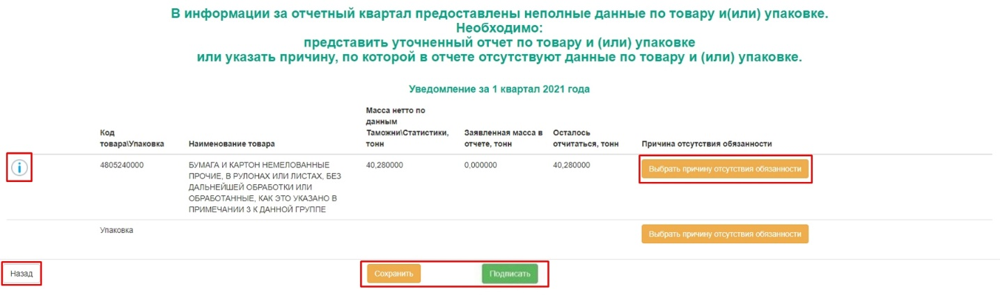 В информации за отчетный квартал предоставлены неполные данные по товару и(или) упаковке.
Необходимо:
представить уточненный отчет по товару и (или) упаковке
или указать причину, по которой в отчете отсутствуют данные по товару и (или) упаковке.
Уведомление за 1 квартал 2021 года
Код
товара\Упаковка
Наименование товара
Масса нетто по
данным
Таможни\Статистики,
тонн
Заявленная масса в
отчете, тонн
Осталось
отчитаться, тонн
Причина отсутствия обязанности
i
4805240000
БУМАГА И КАРТОН НЕМЕЛОВАННЫЕ
ПРОЧИЕ, В РУЛОНАХ ИЛИ ЛИСТАХ, БЕЗ
ДАЛЬНЕЙШЕЙ ОБРАБОТКИ ИЛИ
ОБРАБОТАННЫЕ, КАК ЭТО УКАЗАНО В
ПРИМЕЧАНИИ 3 К ДАННОЙ ГРУППЕ
40,280000
0,000000
40,280000
Выбрать причину отсутствия обязанности
Упаковка
Выбрать причину отсутствия обязанности
Назад
Сохранить
Подписать